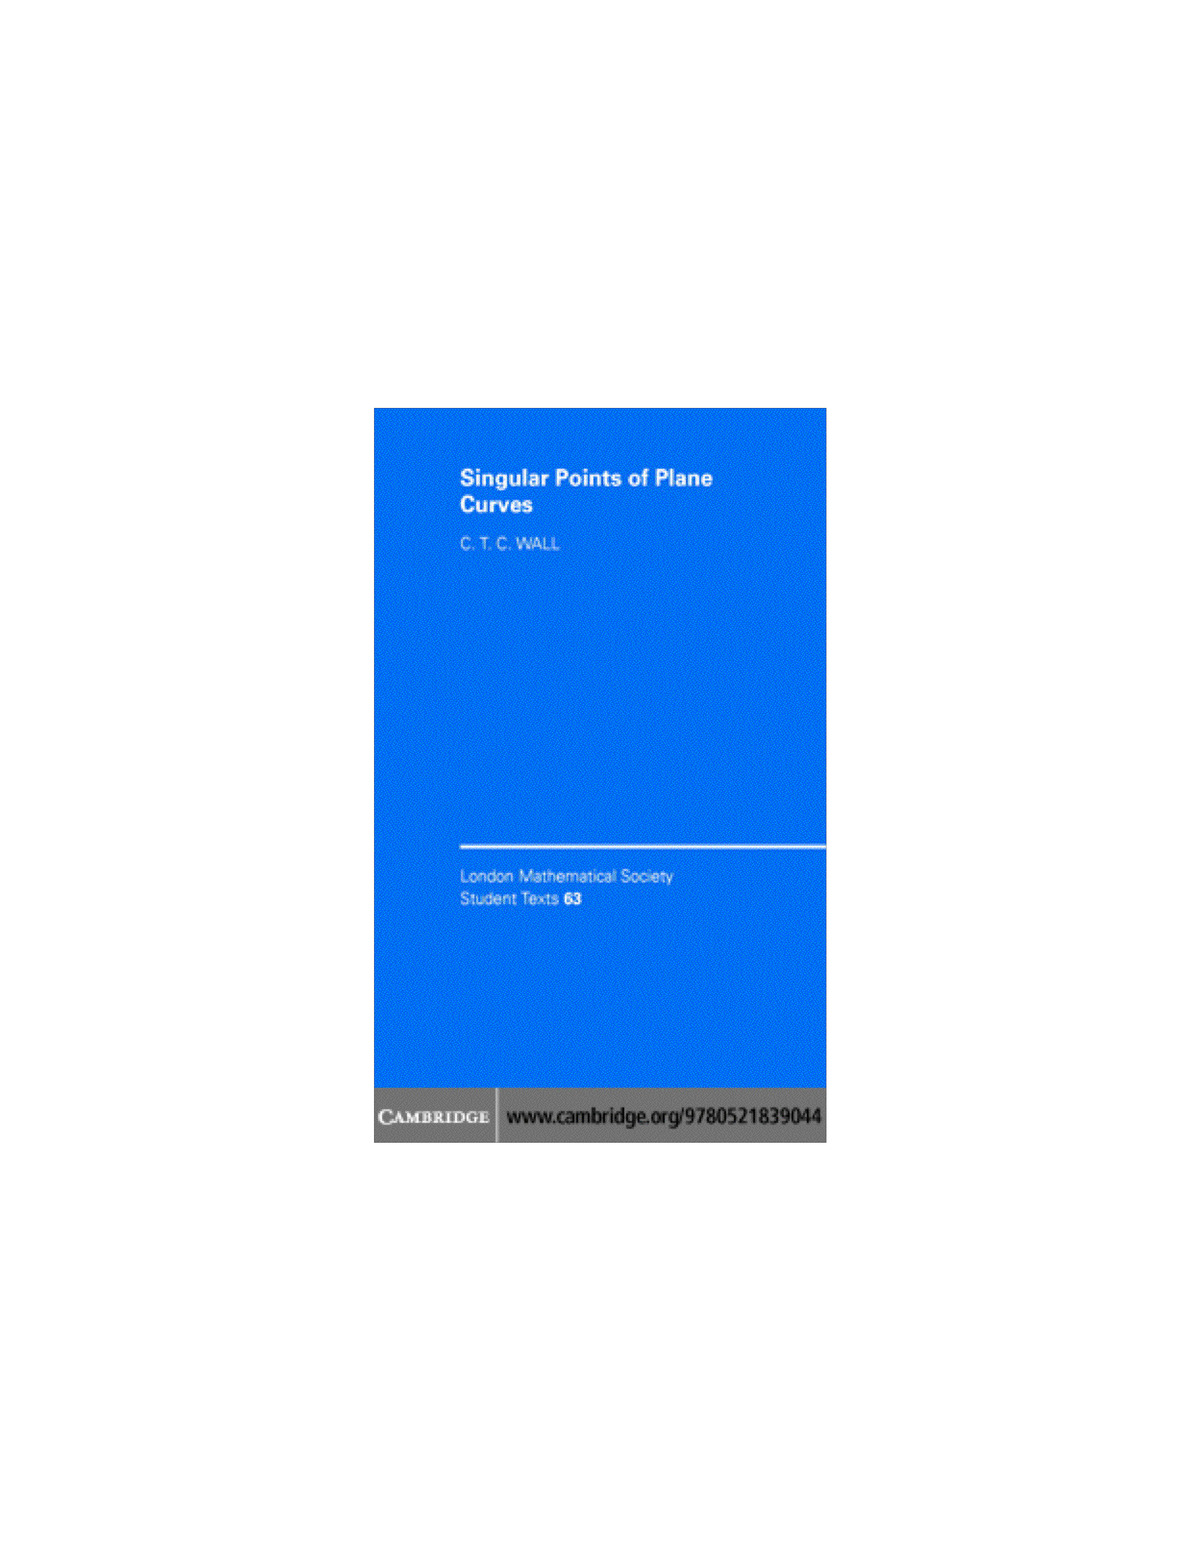 Singular Points of Plane
Curves
C. T. C. WALL
London Mathematical Society
Student Texts 63
CAMBRIDGE
www.cambridge.org/9780521839044